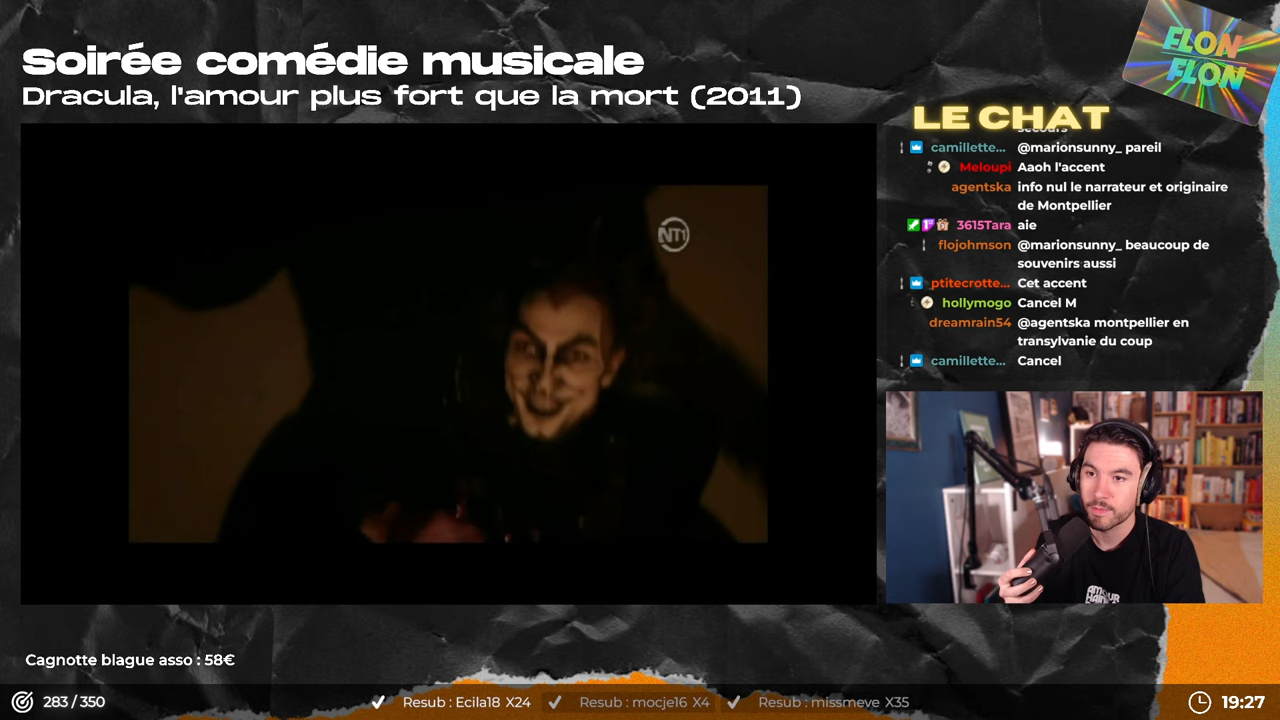 Soirée comédie musicale
Dracula, l'amour plus fort que la mort (2011)
FLON
FLON
LE CHAT
secours
camillette... @marionsunny_ pareil
Meloupi Aaoh l'accent
agentska info nul le narrateur et originaire
de Montpellier
3615Tara aie
flojohmson @marionsunny_ beaucoup de
souvenirs aussi
ptitecrotte... Cet accent
hollymogo Cancel M
dreamrain54 @agentska montpellier en
transylvanie du coup
camillette... Cancel
NT1
AMOUR
Cagnotte blague asso : 58€
283 / 350
Resub : Ecila18 X24
Resub : mocje16 X4
Resub : missmeve X35
19:27